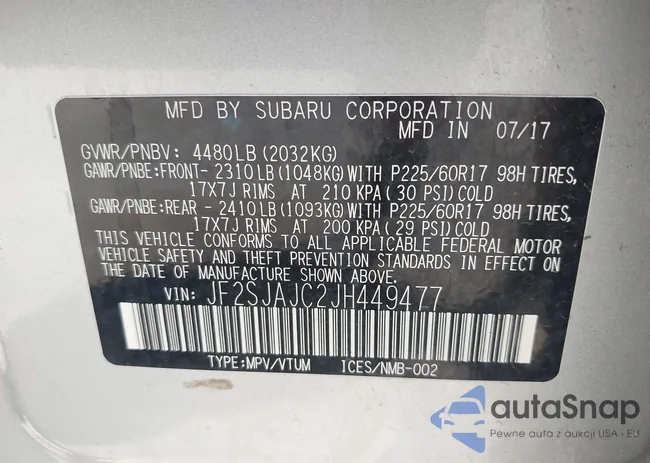 MFD BY SUBARU CORPORATION
MFD IN 07/17
GVWR/PNBV: 4480LB(2032KG)
GAWR/PNBE:FRONT- 2310LB(1048KG)WITH P225/60R17 98H TIRES,
17X7J RIMS AT 210 KPA(30 PSI)COLD
GAWR/PNBE:REAR - 2410LB(1093KG)WITH P225/60R17 98H TIRES,
17X7J RIMS AT 200 KPA(29 PSI)COLD
THIS VEHICLE CONFORMS TO ALL APPLICABLE FEDERAL MOTOR
VEHICLE SAFETY AND THEFT PREVENTION STANDARDS IN EFFECT ON
THE DATE OF MANUFACTURE SHOWN ABOVE.
VIN: JF2SJAJC2JH449477
TYPE:MPV/VTUM ICES/NMB-002
autaSnap
Pewne auta z aukcji USA i EU